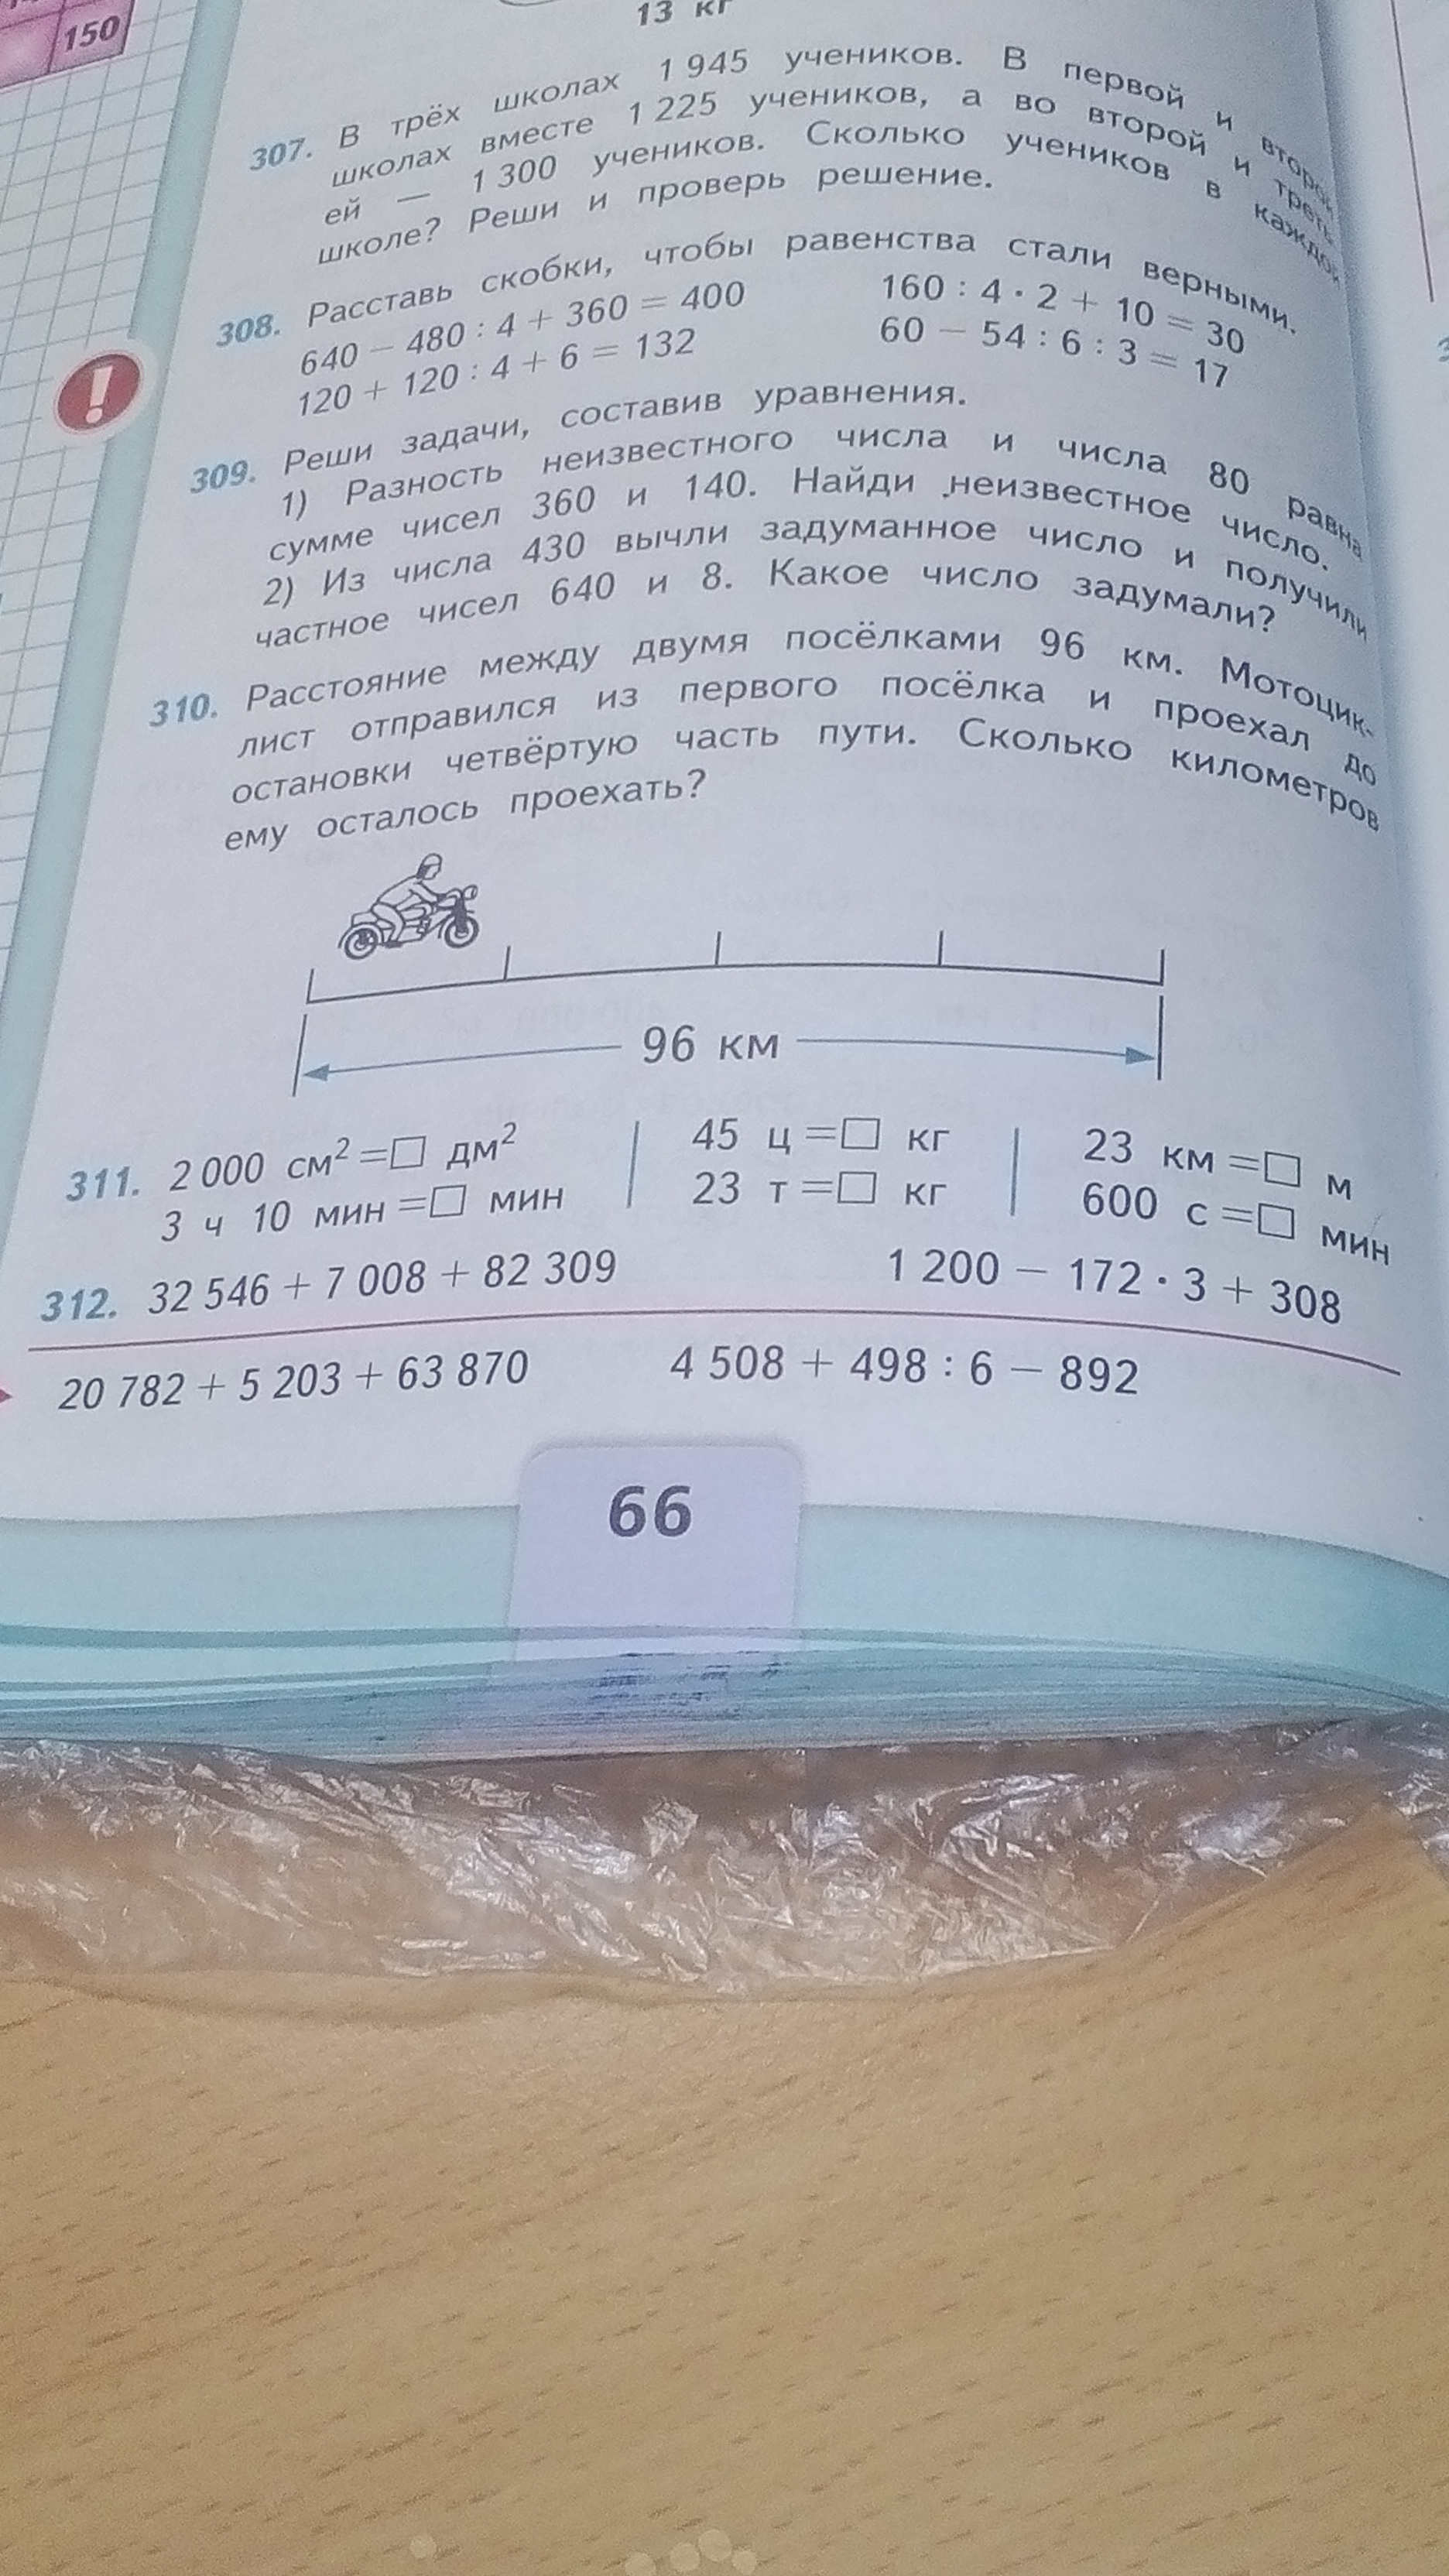 150
13 кг
307. В трёх школах 1 945 учеников. В первой и второй
школах вместе 1 225 учеников, а во второй и треть-
ей — 1 300 учеников. Сколько учеников в каждой
школе? Реши и проверь решение.
308. Расставь скобки, чтобы равенства стали верными.
640 − 480 : 4 + 360 = 400 160 : 4 · 2 + 10 = 30
120 + 120 : 4 + 6 = 132 60 − 54 : 6 : 3 = 17
!
309. Реши задачи, составив уравнения.
1) Разность неизвестного числа и числа 80 равна
сумме чисел 360 и 140. Найди неизвестное число.
2) Из числа 430 вычли задуманное число и получили
частное чисел 640 и 8. Какое число задумали?
310. Расстояние между двумя посёлками 96 км. Мотоцик-
лист отправился из первого посёлка и проехал до
остановки четвёртую часть пути. Сколько километров
ему осталось проехать?
96 км
311. 2 000 см² = □ дм² 45 ц = □ кг 23 км = □ м
3 ч 10 мин = □ мин 23 т = □ кг 600 с = □ мин
312. 32 546 + 7 008 + 82 309 1 200 − 172 · 3 + 308
20 782 + 5 203 + 63 870 4 508 + 498 : 6 − 892
66